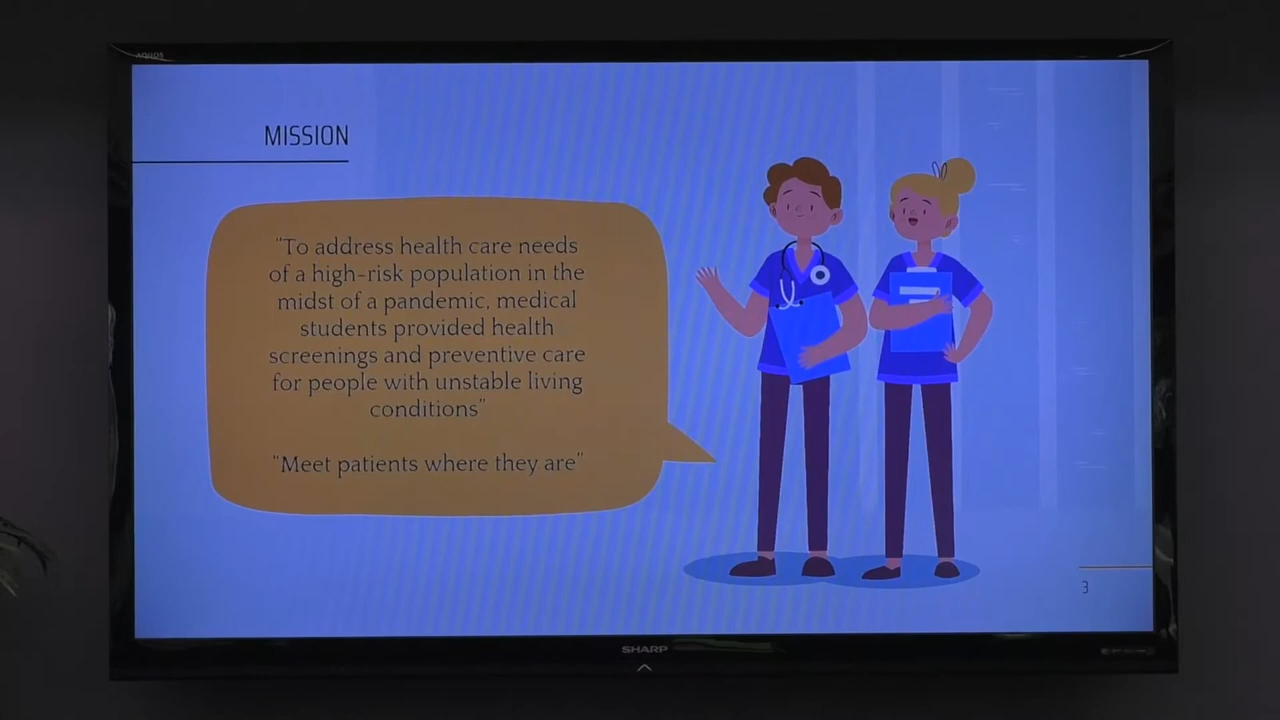 AQUOS
MISSION
"To address health care needs
of a high-risk population in the
midst of a pandemic, medical
students provided health
screenings and preventive care
for people with unstable living
conditions"
"Meet patients where they are"
3
SHARP